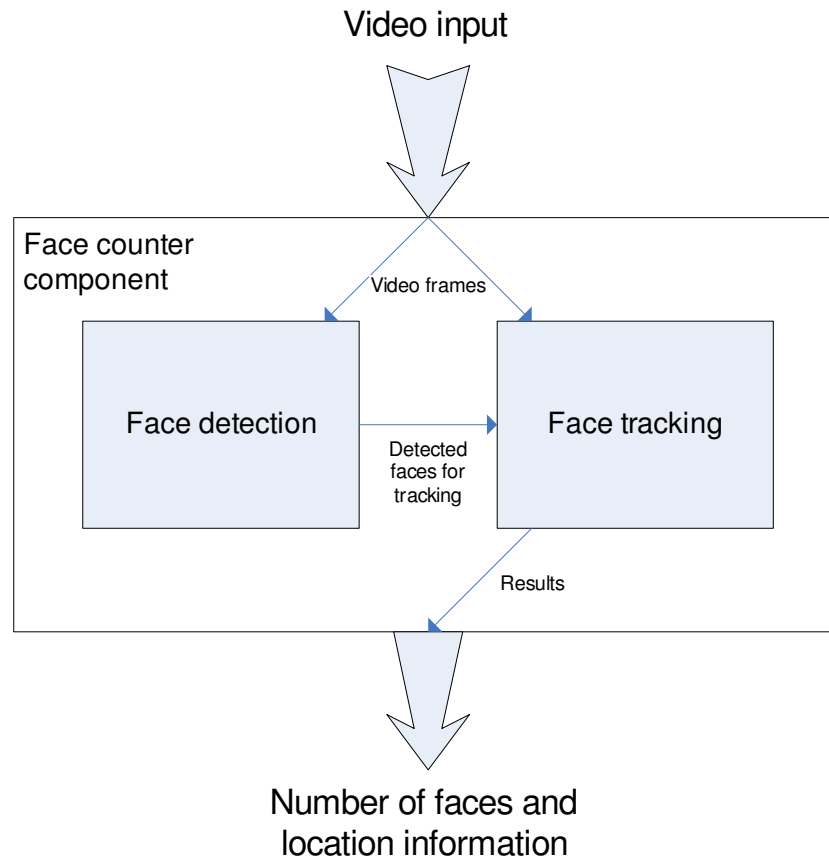 Video input
Face counter
component
Video frames
Face detection
Face tracking
Detected
faces for
tracking
Results
Number of faces and
location information